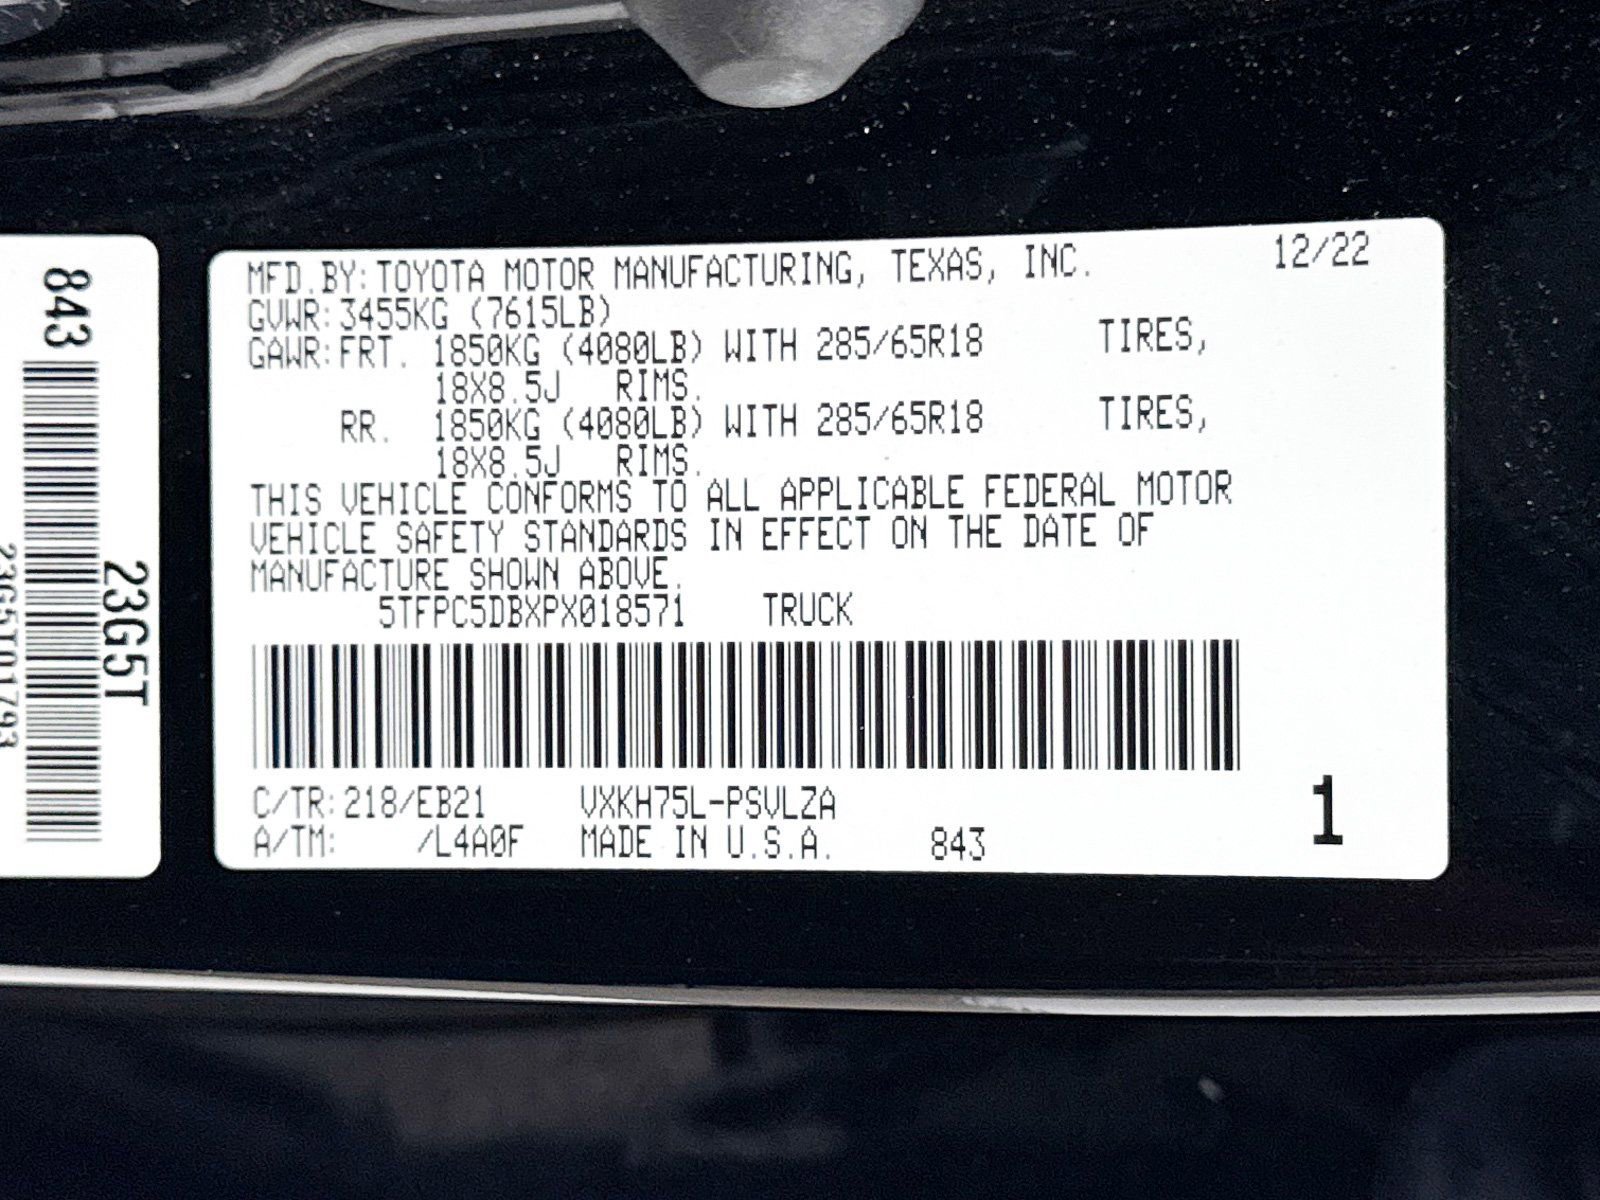 843
23G5T
23G5T01793
MFD.BY:TOYOTA MOTOR MANUFACTURING, TEXAS, INC. 12/22
GVWR:3455KG (7615LB)
GAWR:FRT. 1850KG (4080LB) WITH 285/65R18 TIRES,
18X8.5J RIMS.
RR. 1850KG (4080LB) WITH 285/65R18 TIRES,
18X8.5J RIMS.
THIS VEHICLE CONFORMS TO ALL APPLICABLE FEDERAL MOTOR
VEHICLE SAFETY STANDARDS IN EFFECT ON THE DATE OF
MANUFACTURE SHOWN ABOVE.
5TFPC5DBXPX018571 TRUCK
C/TR:218/EB21 VXKH75L-PSVLZA
A/TM: /L4A0F MADE IN U.S.A. 843
1